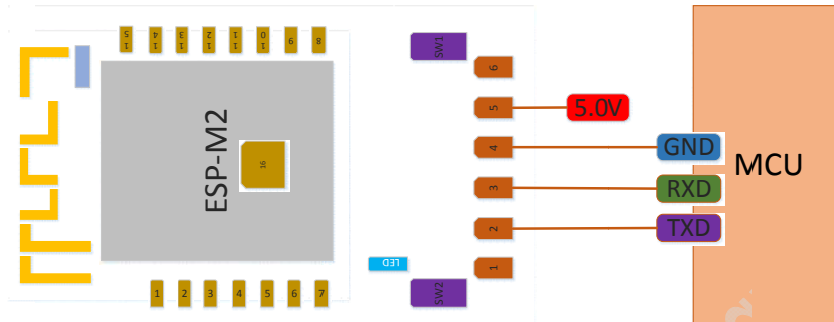 15 14 13 12 11 10 9 8
SW1
6
5 5.0V
4 GND
MCU
ESP-M2
16
3 RXD
2 TXD
LED
1
SW2
1 2 3 4 5 6 7